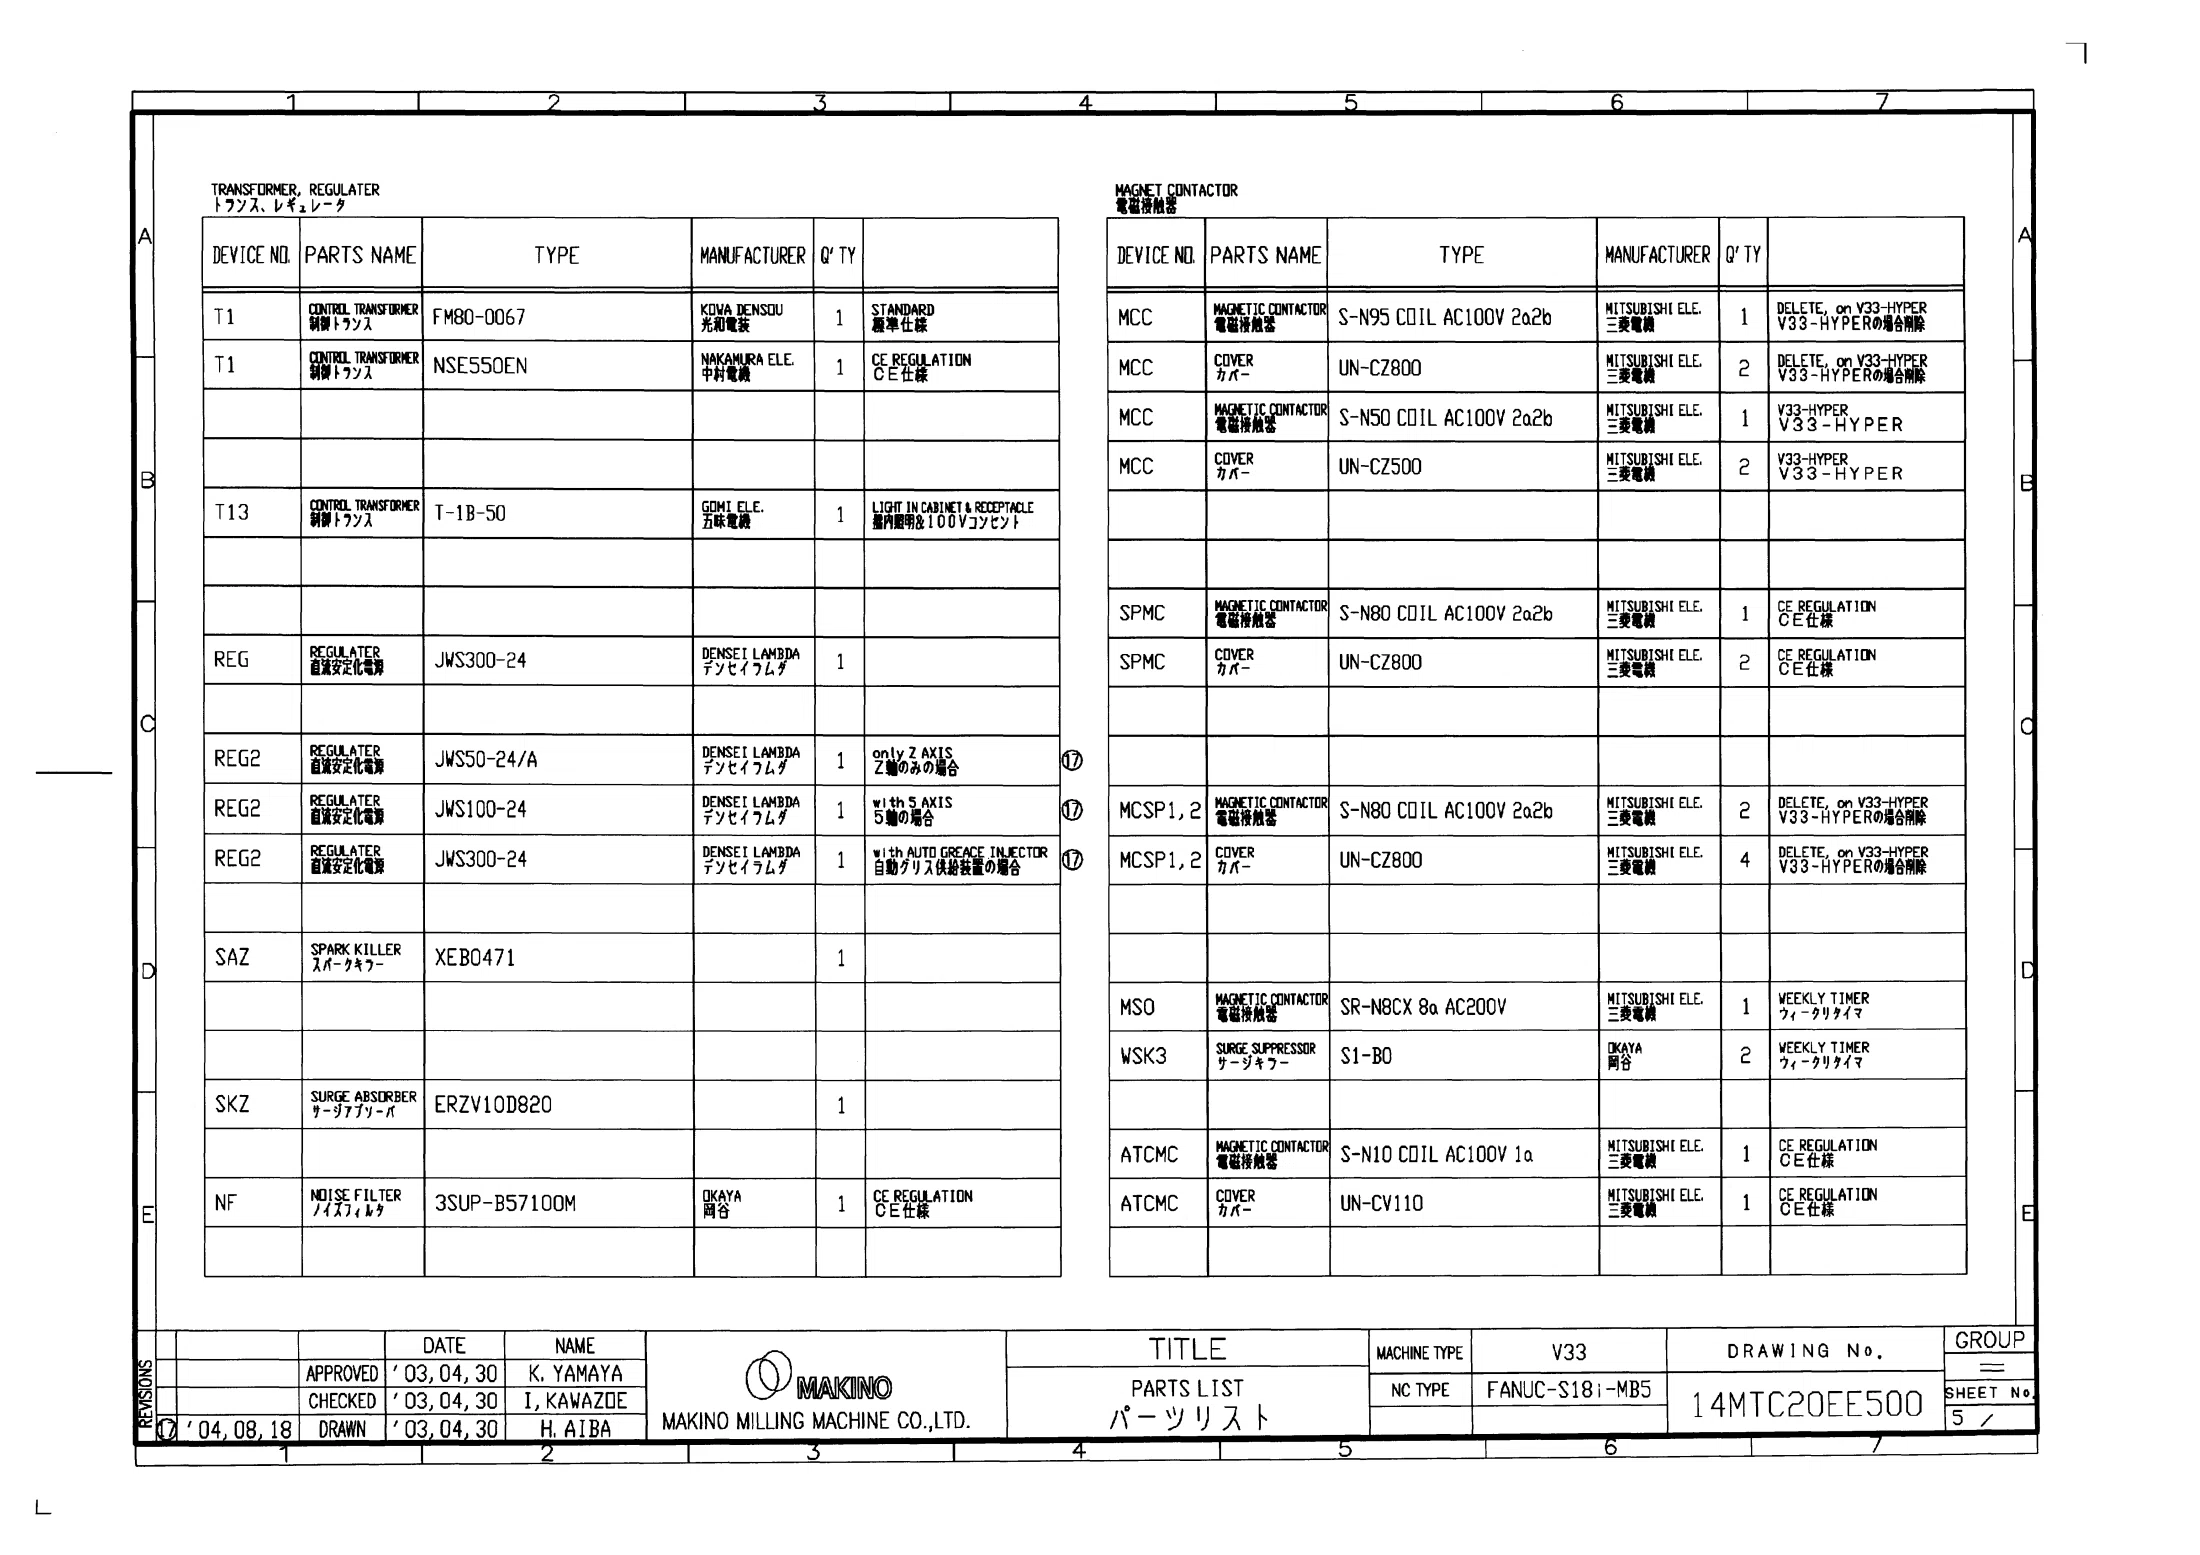 1 2 3 4 5 6 7
TRANSFORMER, REGULATER
トランス、レギュレータ
DEVICE NO. PARTS NAME TYPE MANUFACTURER Q'TY
T1 CONTROL TRANSFORMER FM80-0067 KOWA DENSOU 1 STANDARD
制御トランス 光和電装 標準仕様
T1 CONTROL TRANSFORMER NSE550EN NAKAMURA ELE. 1 CE REGULATION
制御トランス 中村電機 CE仕様
T13 CONTROL TRANSFORMER T-1B-50 GOMI ELE. 1 LIGHT IN CABINET & RECEPTACLE
制御トランス 五味電機 盤内照明&100Vコンセント
REG REGULATER JWS300-24 DENSEI LAMBDA 1
直流安定化電源 デンセイラムダ
REG2 REGULATER JWS50-24/A DENSEI LAMBDA 1 only Z AXIS ⑰
直流安定化電源 デンセイラムダ Z軸のみの場合
REG2 REGULATER JWS100-24 DENSEI LAMBDA 1 with 5 AXIS ⑰
直流安定化電源 デンセイラムダ 5軸の場合
REG2 REGULATER JWS300-24 DENSEI LAMBDA 1 with AUTO GREACE INJECTOR ⑰
直流安定化電源 デンセイラムダ 自動グリス供給装置の場合
SAZ SPARK KILLER XEB0471 1
スパークキラー
SKZ SURGE ABSORBER ERZV10D820 1
サージアブソーバ
NF NOISE FILTER 3SUP-B57100M OKAYA 1 CE REGULATION
ノイズフィルタ 岡谷 CE仕様
MAGNET CONTACTOR
電磁接触器
DEVICE NO. PARTS NAME TYPE MANUFACTURER Q'TY
MCC MAGNETIC CONTACTOR S-N95 COIL AC100V 2a2b MITSUBISHI ELE. 1 DELETE, on V33-HYPER
電磁接触器 三菱電機 V33-HYPERの場合削除
MCC COVER UN-CZ800 MITSUBISHI ELE. 2 DELETE, on V33-HYPER
カバー 三菱電機 V33-HYPERの場合削除
MCC MAGNETIC CONTACTOR S-N50 COIL AC100V 2a2b MITSUBISHI ELE. 1 V33-HYPER
電磁接触器 三菱電機 V33-HYPER
MCC COVER UN-CZ500 MITSUBISHI ELE. 2 V33-HYPER
カバー 三菱電機 V33-HYPER
SPMC MAGNETIC CONTACTOR S-N80 COIL AC100V 2a2b MITSUBISHI ELE. 1 CE REGULATION
電磁接触器 三菱電機 CE仕様
SPMC COVER UN-CZ800 MITSUBISHI ELE. 2 CE REGULATION
カバー 三菱電機 CE仕様
MCSP1,2 MAGNETIC CONTACTOR S-N80 COIL AC100V 2a2b MITSUBISHI ELE. 2 DELETE, on V33-HYPER
電磁接触器 三菱電機 V33-HYPERの場合削除
MCSP1,2 COVER UN-CZ800 MITSUBISHI ELE. 4 DELETE, on V33-HYPER
カバー 三菱電機 V33-HYPERの場合削除
MSO MAGNETIC CONTACTOR SR-N8CX 8a AC200V MITSUBISHI ELE. 1 WEEKLY TIMER
電磁接触器 三菱電機 ウィークリタイマ
WSK3 SURGE SUPPRESSOR S1-B0 OKAYA 2 WEEKLY TIMER
サージキラー 岡谷 ウィークリタイマ
ATCMC MAGNETIC CONTACTOR S-N10 COIL AC100V 1a MITSUBISHI ELE. 1 CE REGULATION
電磁接触器 三菱電機 CE仕様
ATCMC COVER UN-CV110 MITSUBISHI ELE. 1 CE REGULATION
カバー 三菱電機 CE仕様
A A
B B
C C
D D
E E
REVISIONS
DATE NAME
APPROVED '03,04,30 K. YAMAYA
CHECKED '03,04,30 I, KAWAZOE
⑰ '04,08,18 DRAWN '03,04,30 H. AIBA
MAKINO
MAKINO MILLING MACHINE CO.,LTD.
TITLE
PARTS LIST
パーツリスト
MACHINE TYPE V33
NC TYPE FANUC-S18i-MB5
DRAWING No.
14MTC20EE500
GROUP
=
SHEET No.
5 /
1 2 3 4 5 6 7